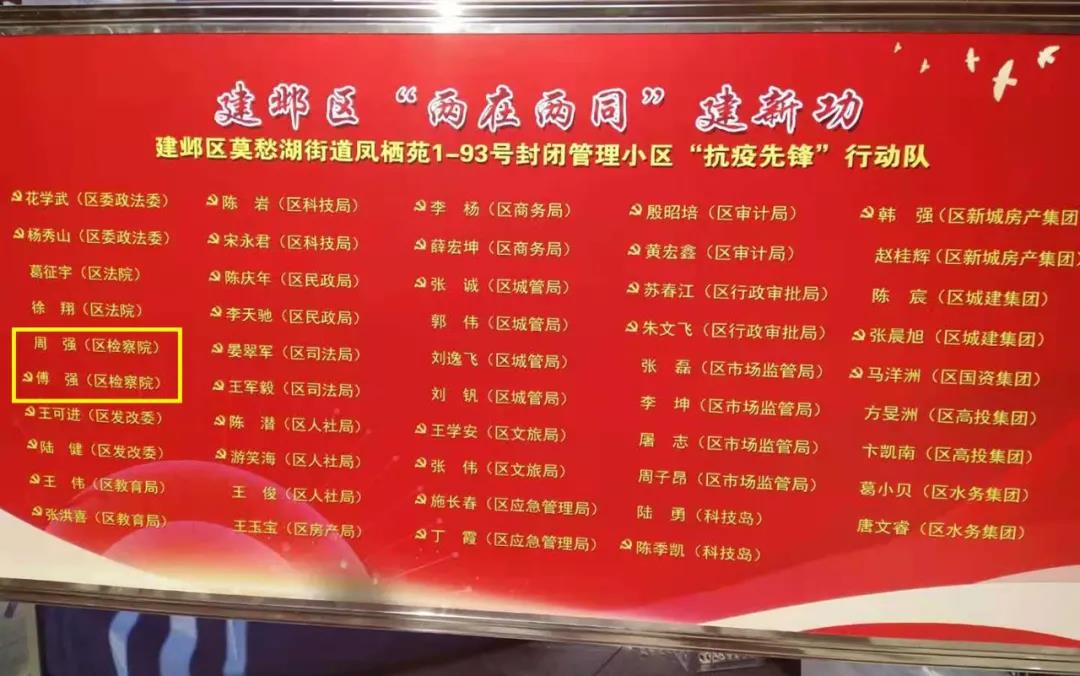 建邺区“两在两同”建新功
建邺区莫愁湖街道凤栖苑1-93号封闭管理小区“抗疫先锋”行动队
花学武（区委政法委）
杨秀山（区委政法委）
葛征宇（区法院）
徐 翔（区法院）
周 强（区检察院）
傅 强（区检察院）
王可进（区发改委）
陆 健（区发改委）
王 伟（区教育局）
张洪喜（区教育局）
陈 岩（区科技局）
宋永君（区科技局）
陈庆年（区民政局）
李天驰（区民政局）
晏翠军（区司法局）
王军毅（区司法局）
陈 潜（区人社局）
游笑海（区人社局）
王 俊（区人社局）
王玉宝（区房产局）
李 杨（区商务局）
薛宏坤（区商务局）
张 诚（区城管局）
郭 伟（区城管局）
刘逸飞（区城管局）
刘 钒（区城管局）
王学安（区文旅局）
张 伟（区文旅局）
施长春（区应急管理局）
丁 霞（区应急管理局）
殷昭培（区审计局）
黄宏鑫（区审计局）
苏春江（区行政审批局）
朱文飞（区行政审批局）
张 磊（区市场监管局）
李 坤（区市场监管局）
屠 志（区市场监管局）
周子昂（区市场监管局）
陆 勇（科技岛）
陈季凯（科技岛）
韩 强（区新城房产集团
赵桂辉（区新城房产集团）
陈 宸（区城建集团）
张晨旭（区城建集团）
马洋洲（区国资集团）
方旻洲（区高投集团）
卞凯南（区高投集团）
葛小贝（区水务集团）
唐文睿（区水务集团）